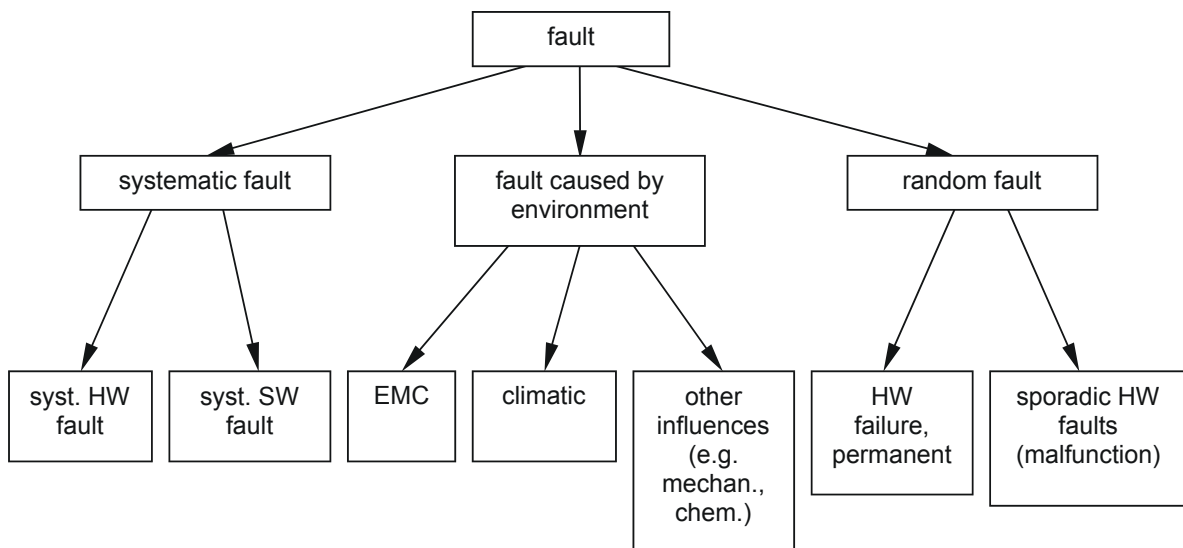 fault
systematic fault
fault caused by
environment
random fault
syst. HW
fault
syst. SW
fault
EMC
climatic
other
influences
(e.g.
mechan.,
chem.)
HW
failure,
permanent
sporadic HW
faults
(malfunction)